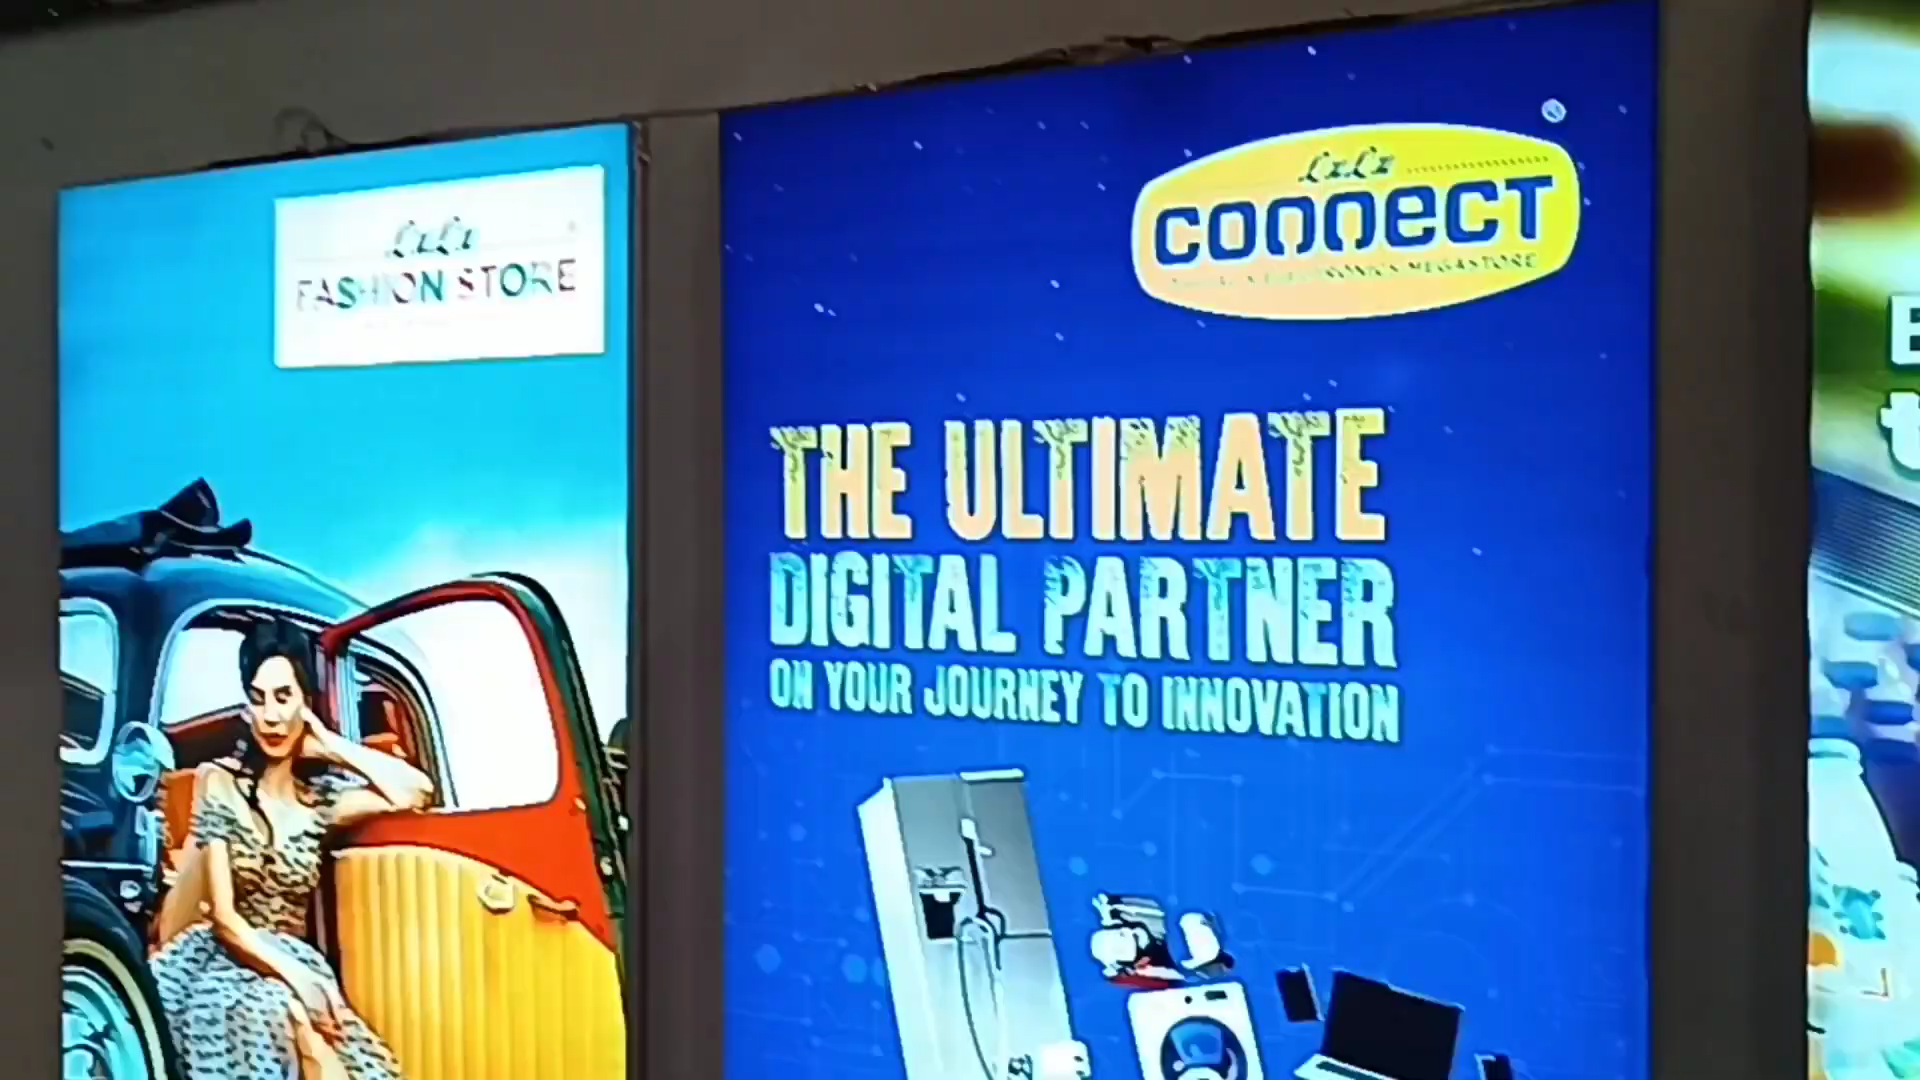 LuLu
FASHION STORE
LuLu
connect
THE ULTIMATE
DIGITAL PARTNER
ON YOUR JOURNEY TO INNOVATION